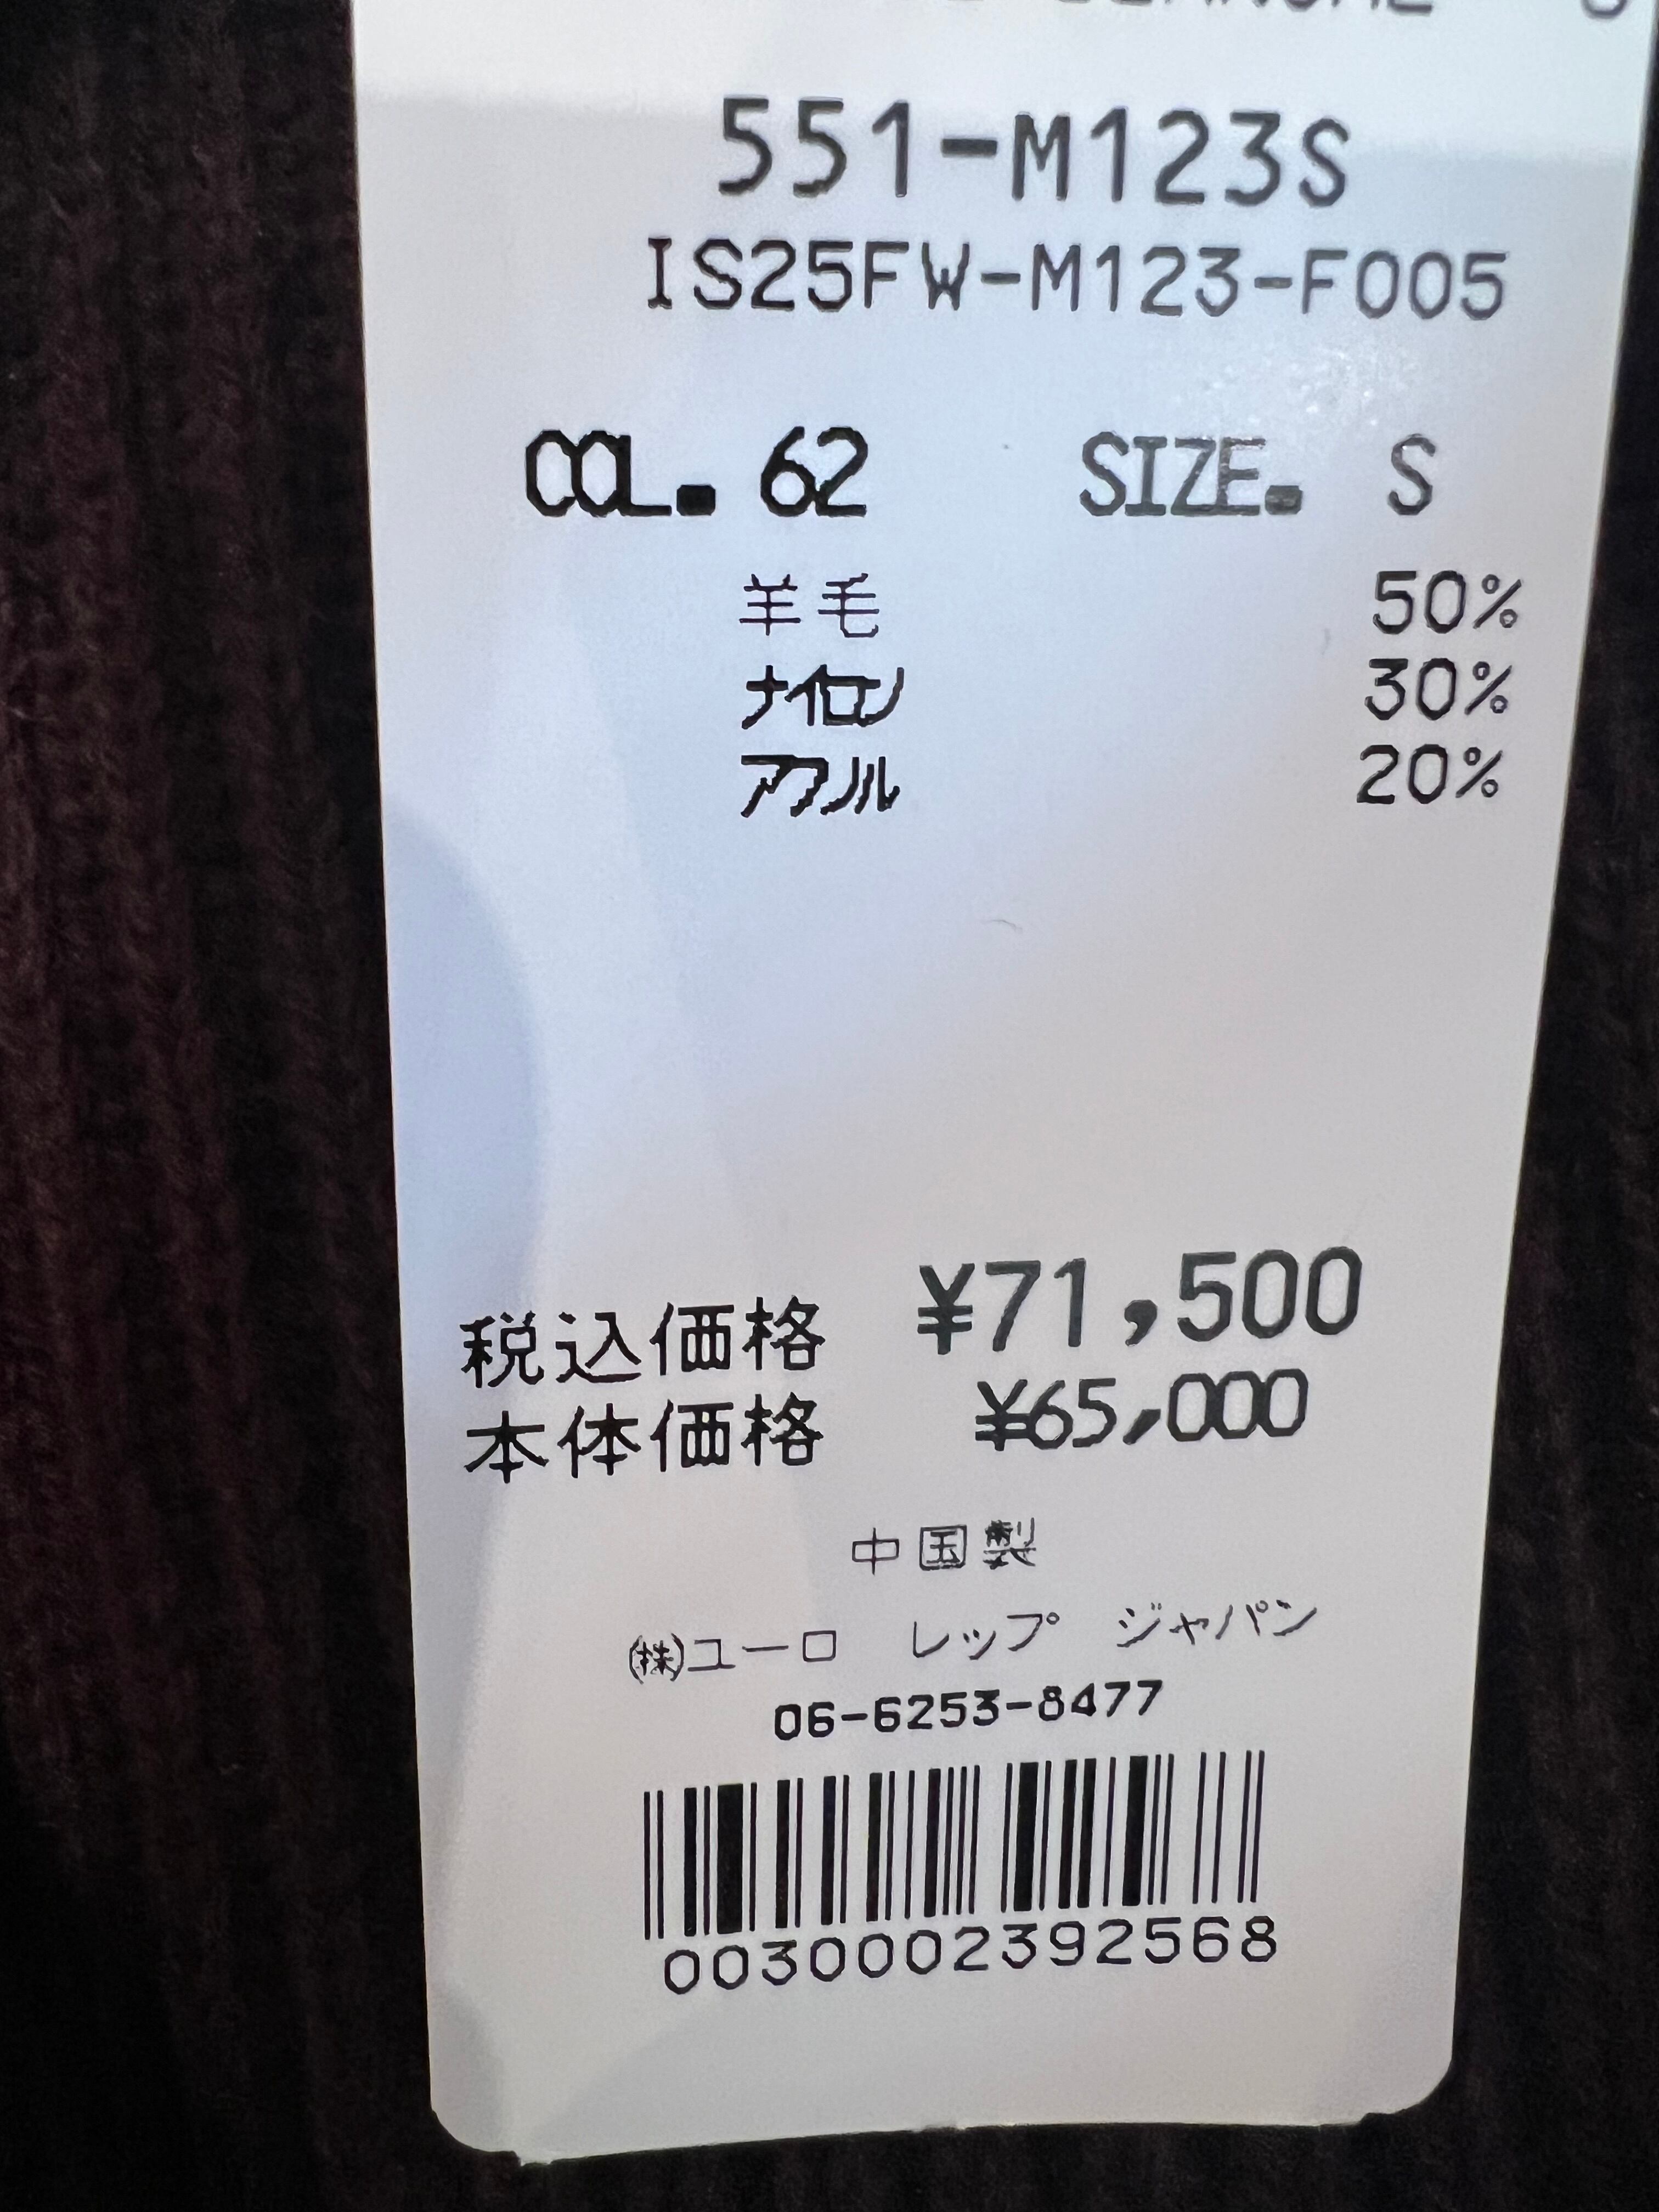 551-M123S
IS25FW-M123-F005
COL. 62 SIZE. S
羊毛 50%
ナイロン 30%
アクリル 20%
税込価格 ¥71,500
本体価格 ¥65,000
中国製
㈱ユーロ レップ ジャパン
06-6253-8477
0030002392568